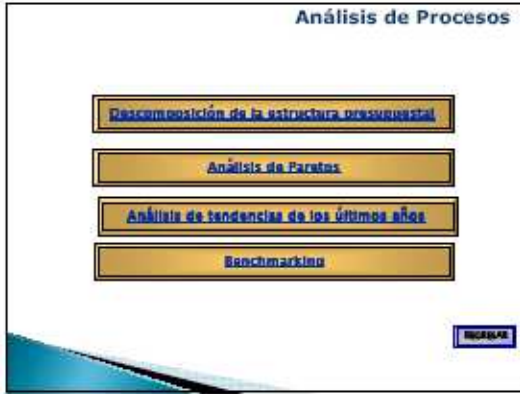 Análisis de Procesos
Descomposición de la estructura presupuestal
Análisis de Paretos
Análisis de tendencias de los últimos años
Benchmarking
REGRESAR